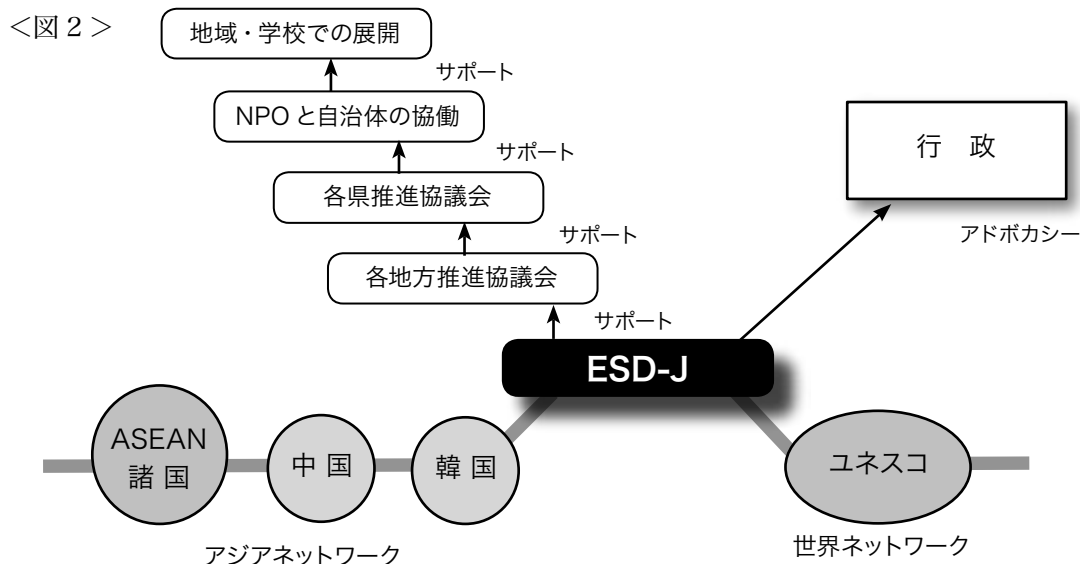 <図2>
地域・学校での展開
サポート
NPOと自治体の協働
サポート
各県推進協議会
サポート
各地方推進協議会
サポート
ESD-J
行 政
アドボカシー
ASEAN
諸 国
中 国
韓 国
ユネスコ
アジアネットワーク
世界ネットワーク